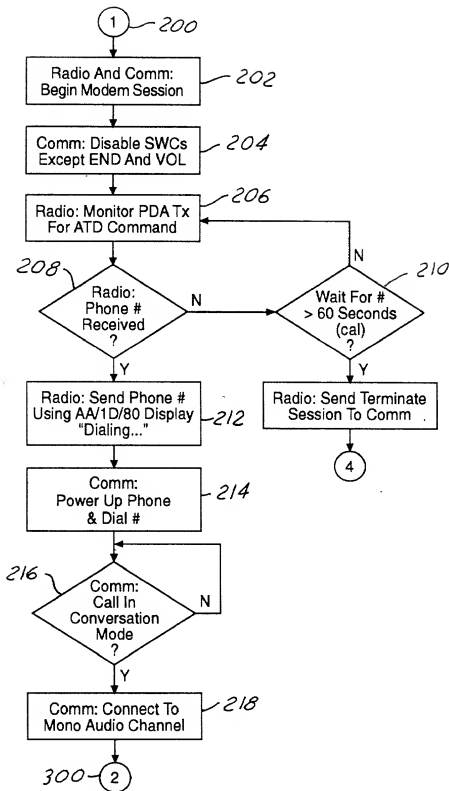 1
200
Radio And Comm:
Begin Modem Session
202
Comm: Disable SWCs
Except END And VOL
204
206
Radio: Monitor PDA Tx
For ATD Command
208
Radio:
Phone #
Received
?
N
Y
210
N
Wait For #
> 60 Seconds
(cal)
?
Y
Radio: Send Phone #
Using AA/1D/80 Display
"Dialing..."
212
Radio: Send Terminate
Session To Comm
4
Comm:
Power Up Phone
& Dial #
214
216
Comm:
Call In
Conversation
Mode
?
N
Y
Comm: Connect To
Mono Audio Channel
218
300
2